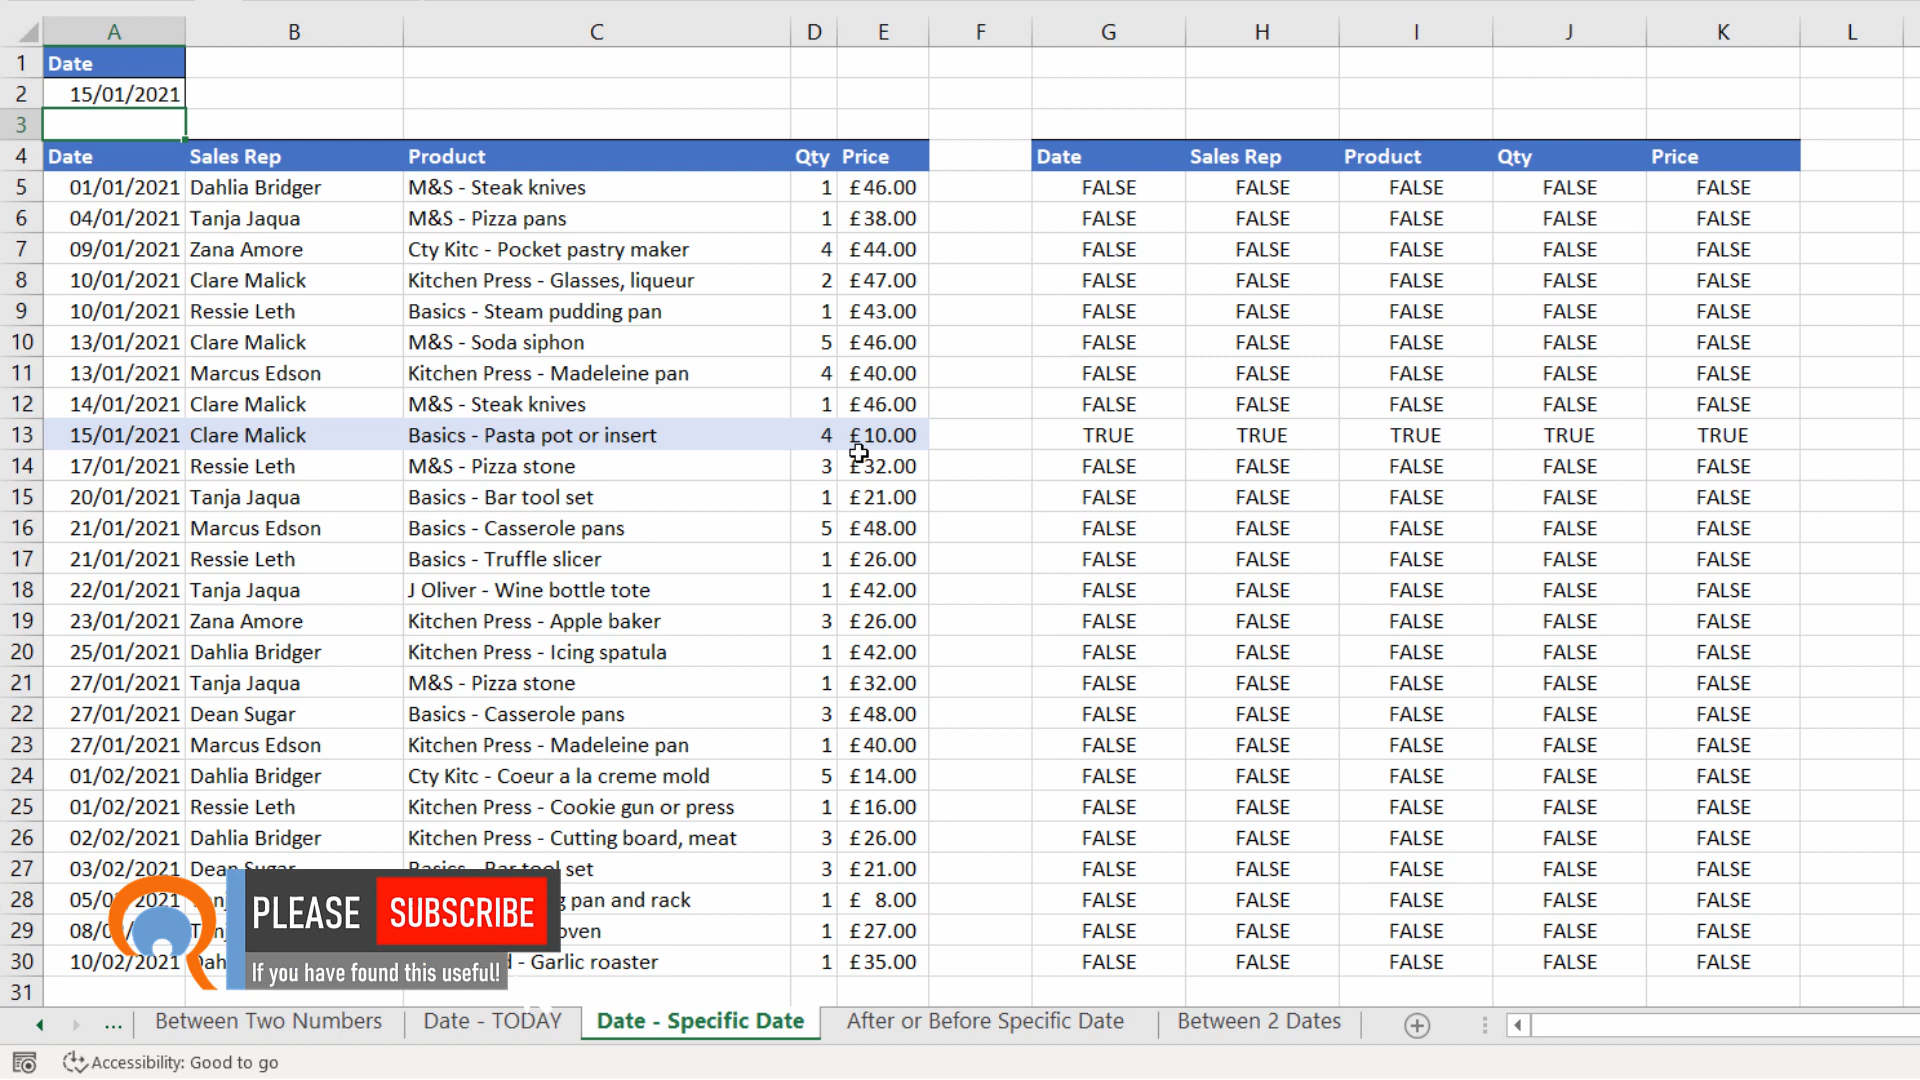 A B C D E F G H I J K L
1 Date
2 15/01/2021
3
4 Date Sales Rep Product Qty Price Date Sales Rep Product Qty Price
5 01/01/2021 Dahlia Bridger M&S - Steak knives 1 £46.00 FALSE FALSE FALSE FALSE FALSE
6 04/01/2021 Tanja Jaqua M&S - Pizza pans 1 £38.00 FALSE FALSE FALSE FALSE FALSE
7 09/01/2021 Zana Amore Cty Kitc - Pocket pastry maker 4 £44.00 FALSE FALSE FALSE FALSE FALSE
8 10/01/2021 Clare Malick Kitchen Press - Glasses, liqueur 2 £47.00 FALSE FALSE FALSE FALSE FALSE
9 10/01/2021 Ressie Leth Basics - Steam pudding pan 1 £43.00 FALSE FALSE FALSE FALSE FALSE
10 13/01/2021 Clare Malick M&S - Soda siphon 5 £46.00 FALSE FALSE FALSE FALSE FALSE
11 13/01/2021 Marcus Edson Kitchen Press - Madeleine pan 4 £40.00 FALSE FALSE FALSE FALSE FALSE
12 14/01/2021 Clare Malick M&S - Steak knives 1 £46.00 FALSE FALSE FALSE FALSE FALSE
13 15/01/2021 Clare Malick Basics - Pasta pot or insert 4 £10.00 TRUE TRUE TRUE TRUE TRUE
14 17/01/2021 Ressie Leth M&S - Pizza stone 3 £32.00 FALSE FALSE FALSE FALSE FALSE
15 20/01/2021 Tanja Jaqua Basics - Bar tool set 1 £21.00 FALSE FALSE FALSE FALSE FALSE
16 21/01/2021 Marcus Edson Basics - Casserole pans 5 £48.00 FALSE FALSE FALSE FALSE FALSE
17 21/01/2021 Ressie Leth Basics - Truffle slicer 1 £26.00 FALSE FALSE FALSE FALSE FALSE
18 22/01/2021 Tanja Jaqua J Oliver - Wine bottle tote 1 £42.00 FALSE FALSE FALSE FALSE FALSE
19 23/01/2021 Zana Amore Kitchen Press - Apple baker 3 £26.00 FALSE FALSE FALSE FALSE FALSE
20 25/01/2021 Dahlia Bridger Kitchen Press - Icing spatula 1 £42.00 FALSE FALSE FALSE FALSE FALSE
21 27/01/2021 Tanja Jaqua M&S - Pizza stone 1 £32.00 FALSE FALSE FALSE FALSE FALSE
22 27/01/2021 Dean Sugar Basics - Casserole pans 3 £48.00 FALSE FALSE FALSE FALSE FALSE
23 27/01/2021 Marcus Edson Kitchen Press - Madeleine pan 1 £40.00 FALSE FALSE FALSE FALSE FALSE
24 01/02/2021 Dahlia Bridger Cty Kitc - Coeur a la creme mold 5 £14.00 FALSE FALSE FALSE FALSE FALSE
25 01/02/2021 Ressie Leth Kitchen Press - Cookie gun or press 1 £16.00 FALSE FALSE FALSE FALSE FALSE
26 02/02/2021 Dahlia Bridger Kitchen Press - Cutting board, meat 3 £26.00 FALSE FALSE FALSE FALSE FALSE
27 03/02/2021 Dean Sugar Basics - Bar tool set 3 £21.00 FALSE FALSE FALSE FALSE FALSE
28 pan and rack 1 £ 8.00 FALSE FALSE FALSE FALSE FALSE
29 1 £27.00 FALSE FALSE FALSE FALSE FALSE
30 10/02/2021 - Garlic roaster 1 £35.00 FALSE FALSE FALSE FALSE FALSE
31
PLEASE SUBSCRIBE
If you have found this useful!
... Between Two Numbers Date - TODAY Date - Specific Date After or Before Specific Date Between 2 Dates
Accessibility: Good to go